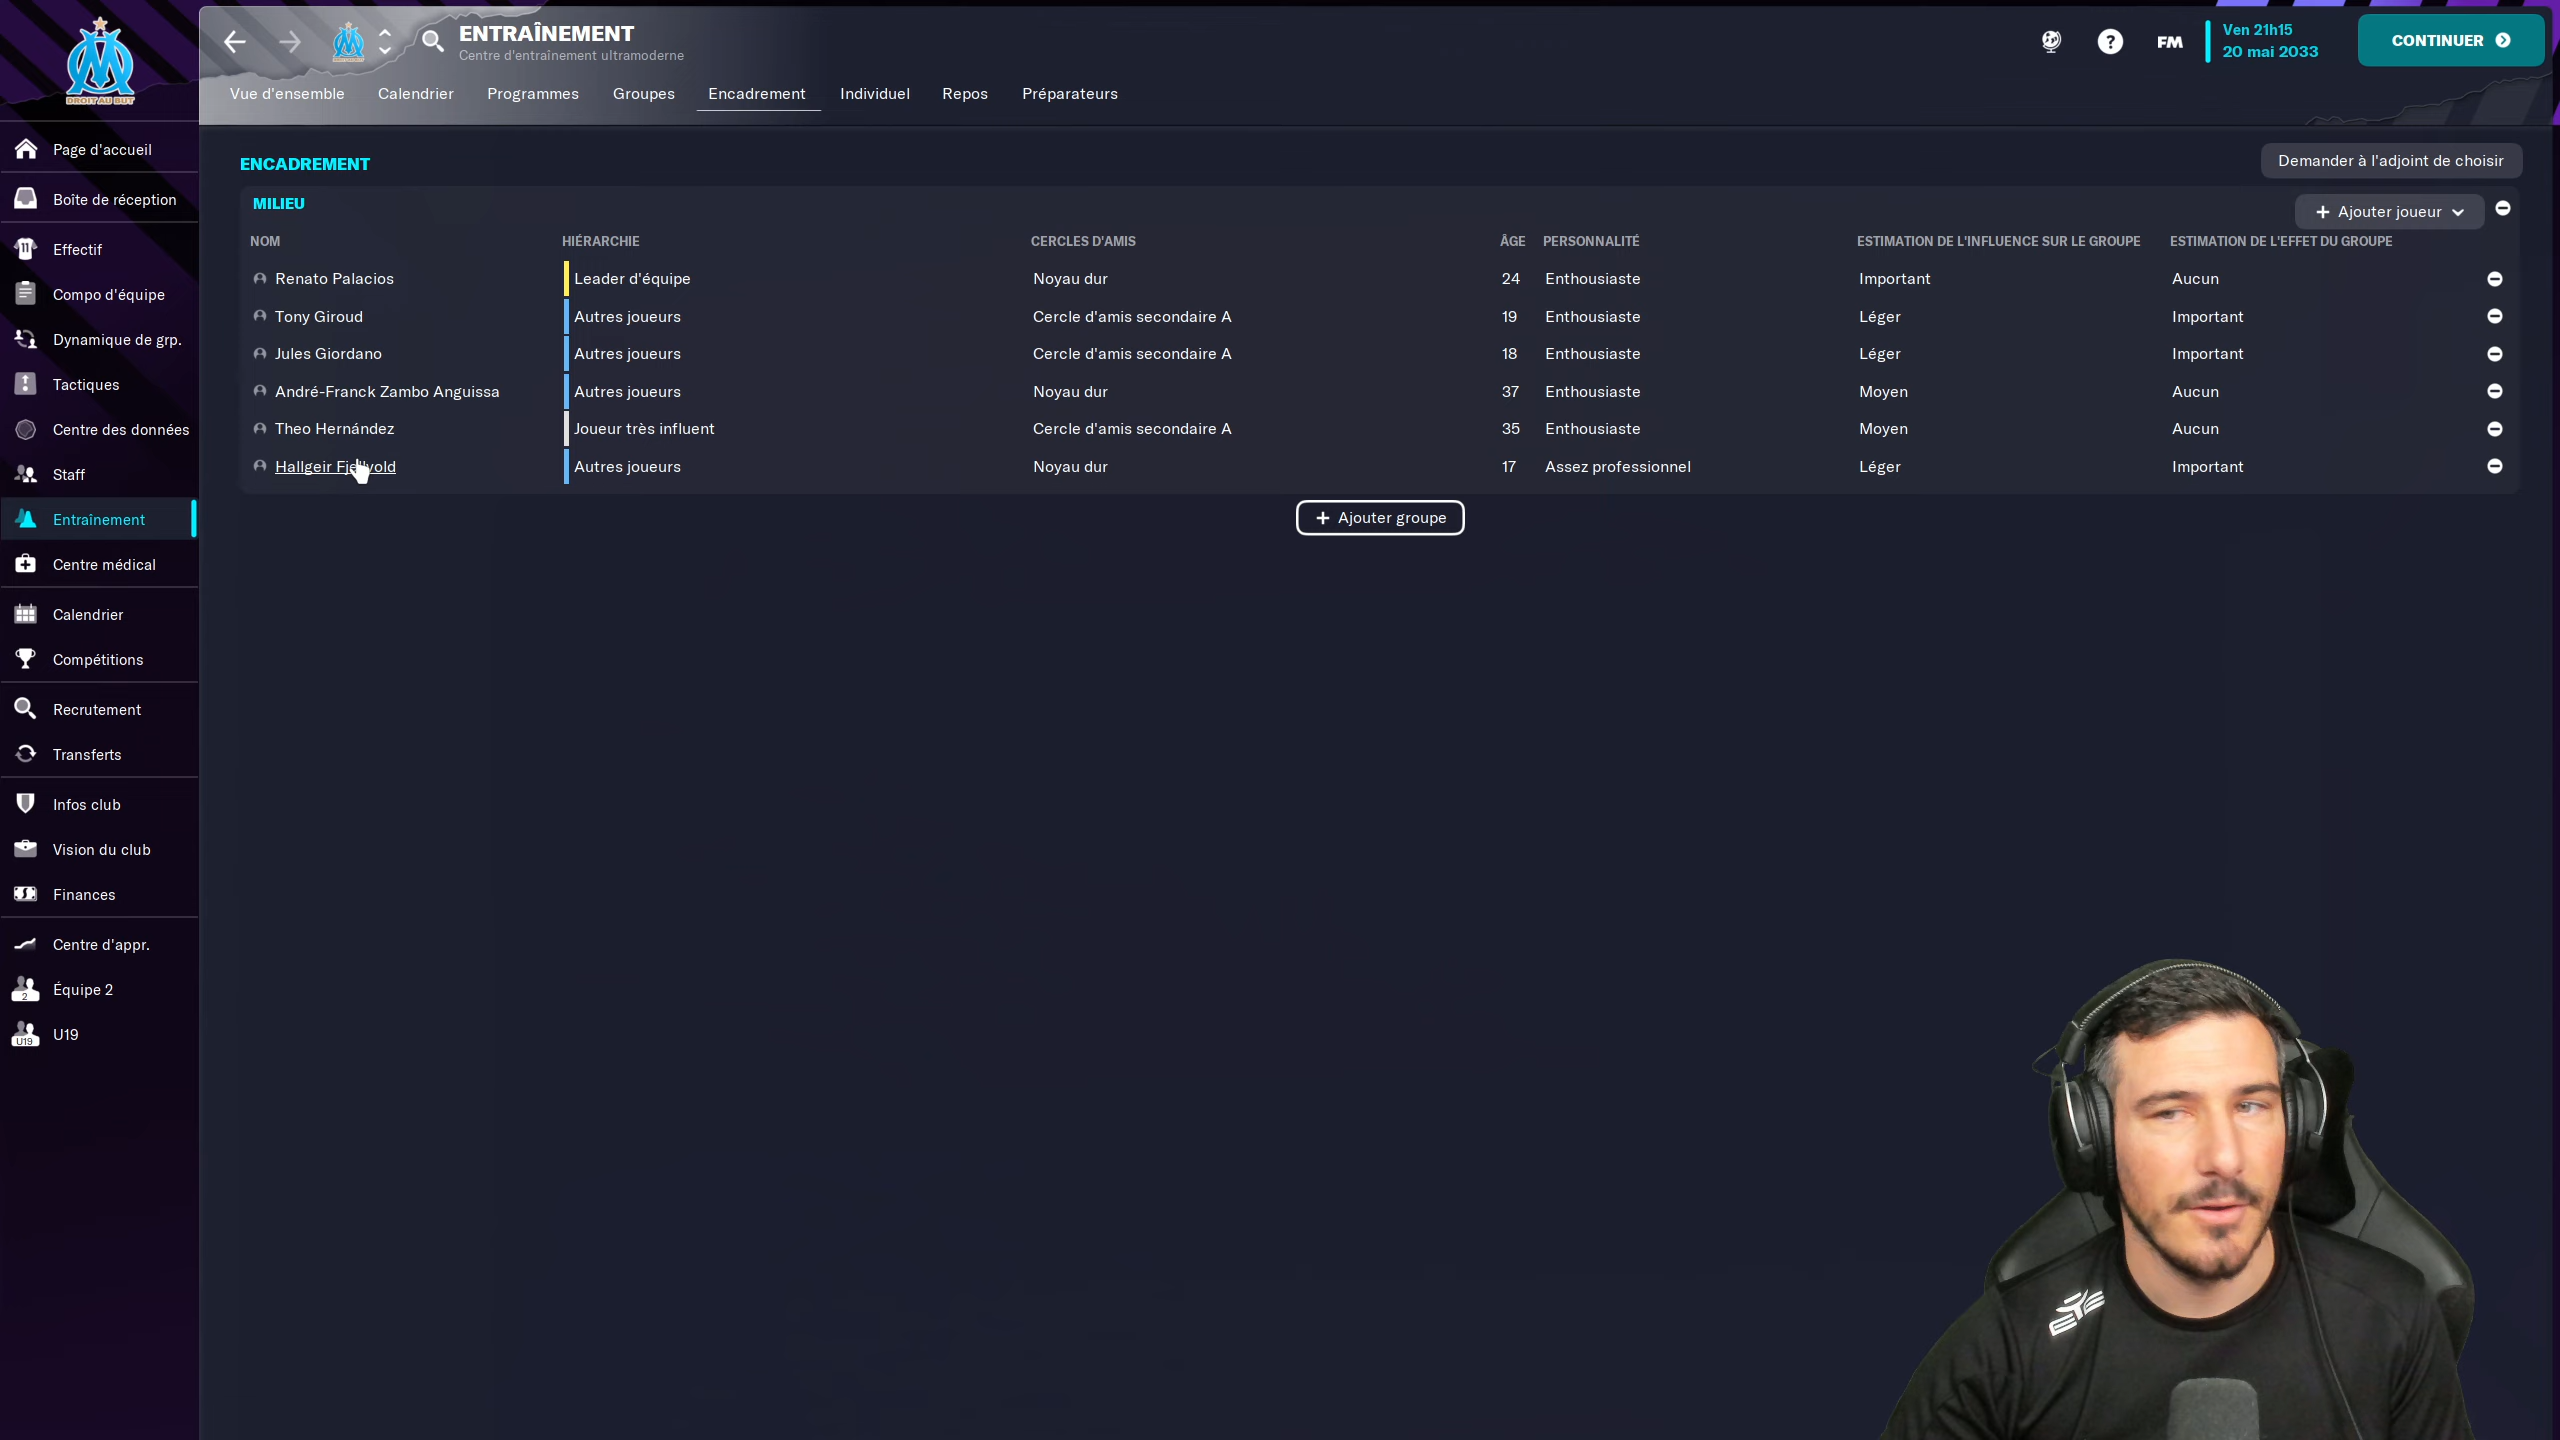 DROIT AU BUT
ENTRAÎNEMENT
Centre d'entraînement ultramoderne
FM
Ven 21h15
20 mai 2033
CONTINUER
Vue d'ensemble Calendrier Programmes Groupes Encadrement Individuel Repos Préparateurs
Page d'accueil
Boîte de réception
Effectif
Compo d'équipe
Dynamique de grp.
Tactiques
Centre des données
Staff
Entraînement
Centre médical
Calendrier
Compétitions
Recrutement
Transferts
Infos club
Vision du club
Finances
Centre d'appr.
2 Équipe 2
U19 U19
ENCADREMENT
Demander à l'adjoint de choisir
MILIEU
Ajouter joueur
NOM HIÉRARCHIE CERCLES D'AMIS ÂGE PERSONNALITÉ ESTIMATION DE L'INFLUENCE SUR LE GROUPE ESTIMATION DE L'EFFET DU GROUPE
Renato Palacios Leader d'équipe Noyau dur 24 Enthousiaste Important Aucun
Tony Giroud Autres joueurs Cercle d'amis secondaire A 19 Enthousiaste Léger Important
Jules Giordano Autres joueurs Cercle d'amis secondaire A 18 Enthousiaste Léger Important
André-Franck Zambo Anguissa Autres joueurs Noyau dur 37 Enthousiaste Moyen Aucun
Theo Hernández Joueur très influent Cercle d'amis secondaire A 35 Enthousiaste Moyen Aucun
Hallgeir Autres joueurs Noyau dur 17 Assez professionnel Léger Important
Ajouter groupe